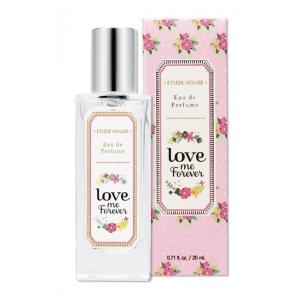 ETUDE HOUSE
Eau de
Perfume
love
me
Forever
ETUDE HOUSE
Eau de
Perfume
love
me
Forever
0.71 fl. oz. / 20 mL